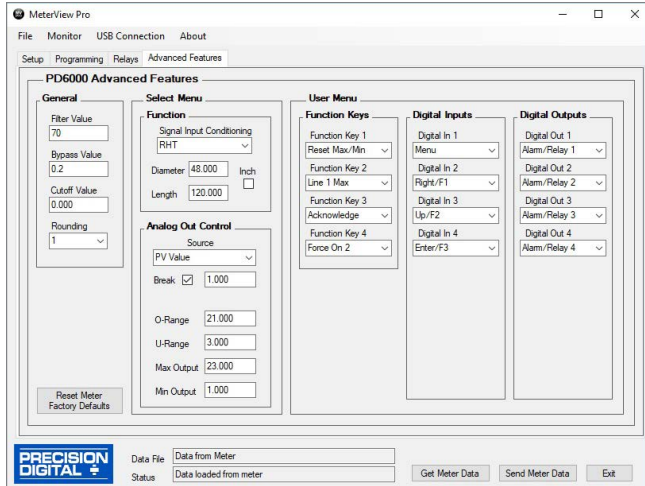 MeterView Pro
File Monitor USB Connection About
Setup Programming Relays Advanced Features
PD6000 Advanced Features
General
Filter Value
70
Bypass Value
0.2
Cutoff Value
0.000
Rounding
1
Reset Meter
Factory Defaults
Select Menu
Function
Signal Input Conditioning
RHT
Diameter 48.000 Inch
Length 120.000
Analog Out Control
Source
PV Value
Break 1.000
O-Range 21.000
U-Range 3.000
Max Output 23.000
Min Output 1.000
User Menu
Function Keys
Function Key 1
Reset Max/Min
Function Key 2
Line 1 Max
Function Key 3
Acknowledge
Function Key 4
Force On 2
Digital Inputs
Digital In 1
Menu
Digital In 2
Right/F1
Digital In 3
Up/F2
Digital In 4
Enter/F3
Digital Outputs
Digital Out 1
Alarm/Relay 1
Digital Out 2
Alarm/Relay 2
Digital Out 3
Alarm/Relay 3
Digital Out 4
Alarm/Relay 4
PRECISION
DIGITAL
Data File Data from Meter
Status Data loaded from meter
Get Meter Data Send Meter Data Exit